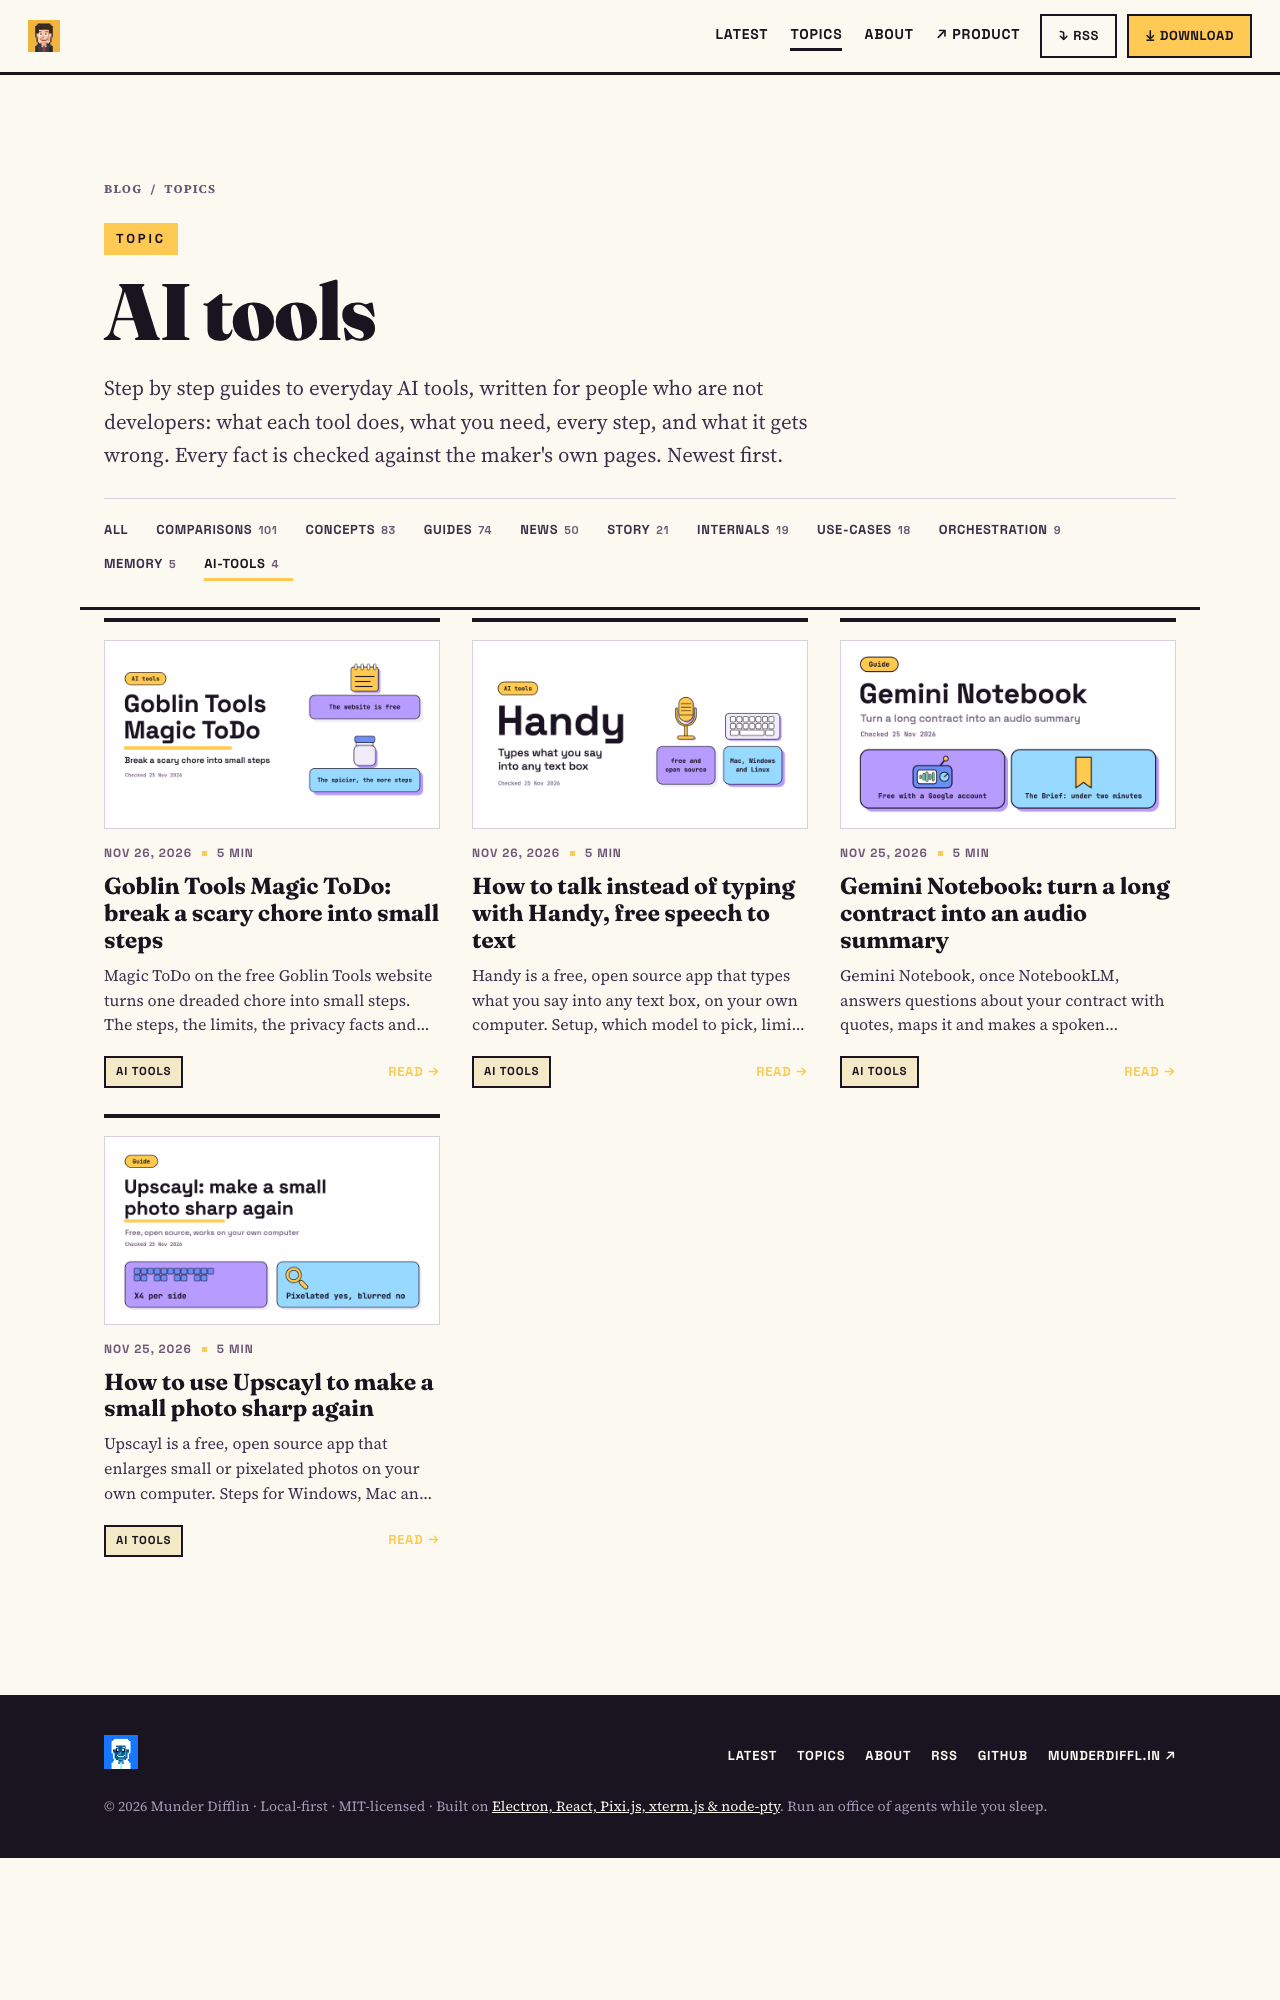 LATEST TOPICS ABOUT ↗ PRODUCT ⤵ RSS ⤓ DOWNLOAD
BLOG / TOPICS
TOPIC
AI tools
Step by step guides to everyday AI tools, written for people who are not
developers: what each tool does, what you need, every step, and what it gets
wrong. Every fact is checked against the maker's own pages. Newest first.
ALL COMPARISONS 101 CONCEPTS 83 GUIDES 74 NEWS 50 STORY 21 INTERNALS 19 USE-CASES 18 ORCHESTRATION 9
MEMORY 5 AI-TOOLS 4
AI tools
Goblin Tools
Magic ToDo
Break a scary chore into small steps
Checked 25 Nov 2026
The website is free
The spicier, the more steps
NOV 26, 2026 5 MIN
Goblin Tools Magic ToDo:
break a scary chore into small
steps
Magic ToDo on the free Goblin Tools website
turns one dreaded chore into small steps.
The steps, the limits, the privacy facts and...
AI TOOLS READ →
AI tools
Handy
Types what you say
into any text box
Checked 25 Nov 2026
free and
open source
Mac, Windows
and Linux
NOV 26, 2026 5 MIN
How to talk instead of typing
with Handy, free speech to
text
Handy is a free, open source app that types
what you say into any text box, on your own
computer. Setup, which model to pick, limi...
AI TOOLS READ →
Guide
Gemini Notebook
Turn a long contract into an audio summary
Checked 25 Nov 2026
Free with a Google account
The Brief: under two minutes
NOV 25, 2026 5 MIN
Gemini Notebook: turn a long
contract into an audio
summary
Gemini Notebook, once NotebookLM,
answers questions about your contract with
quotes, maps it and makes a spoken...
AI TOOLS READ →
Guide
Upscayl: make a small
photo sharp again
Free, open source, works on your own computer
Checked 23 Nov 2026
X4 per side
Pixelated yes, blurred no
NOV 25, 2026 5 MIN
How to use Upscayl to make a
small photo sharp again
Upscayl is a free, open source app that
enlarges small or pixelated photos on your
own computer. Steps for Windows, Mac an...
AI TOOLS READ →
LATEST TOPICS ABOUT RSS GITHUB MUNDERDIFFL.IN ↗
© 2026 Munder Difflin · Local-first · MIT-licensed · Built on Electron, React, Pixi.js, xterm.js & node-pty. Run an office of agents while you sleep.